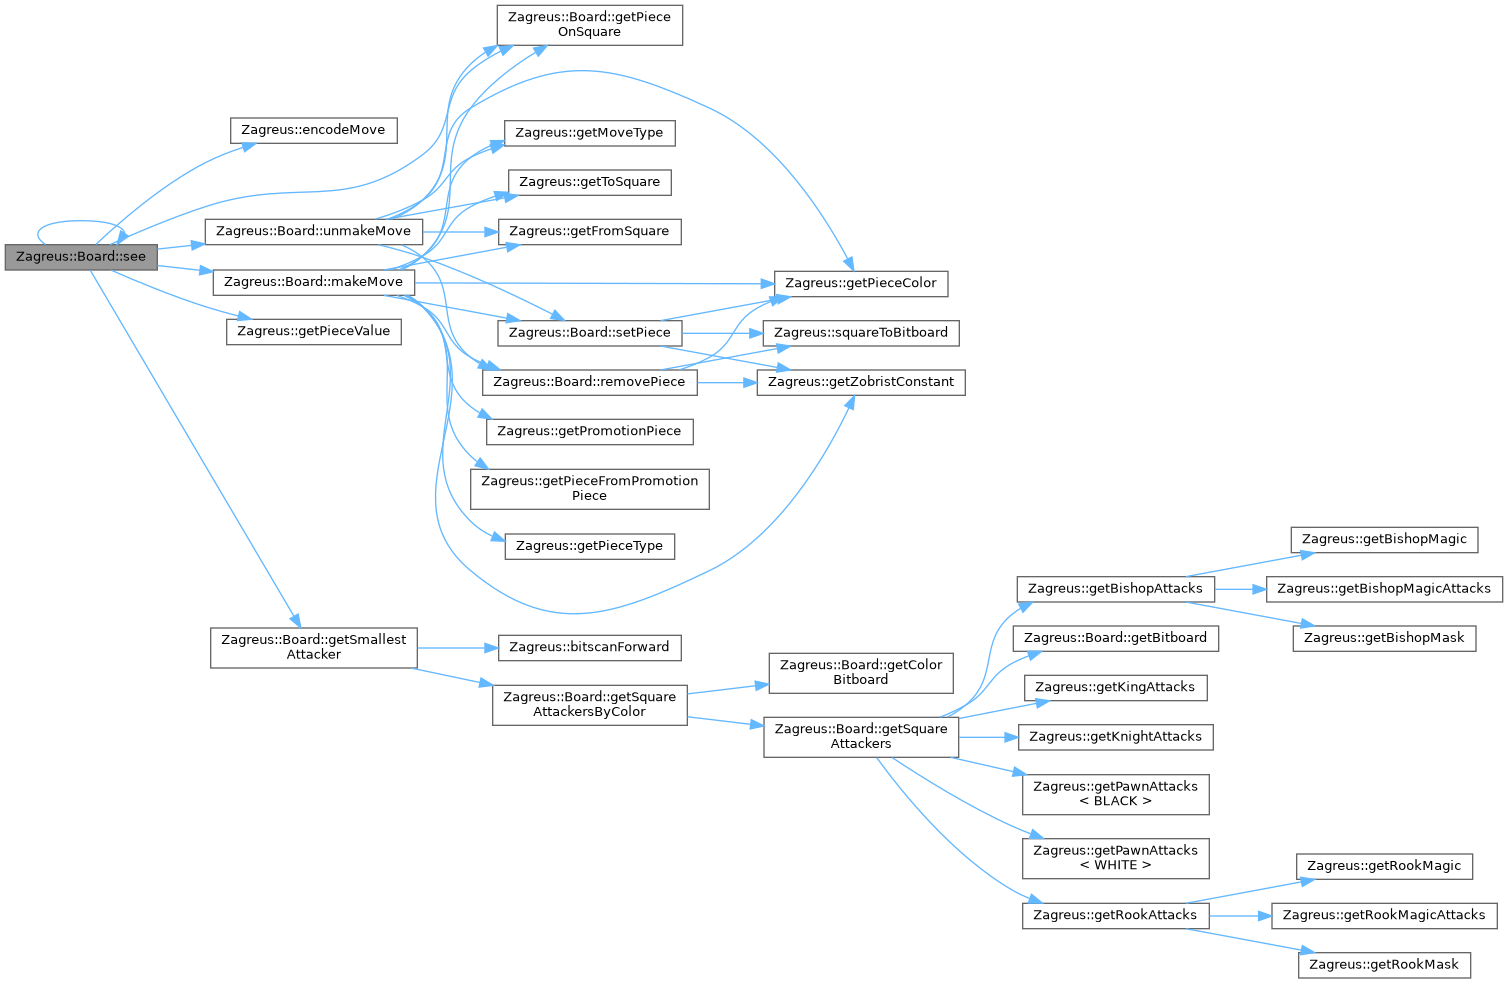 Zagreus::Board::getPiece
OnSquare
Zagreus::encodeMove
Zagreus::getMoveType
Zagreus::getToSquare
Zagreus::Board::unmakeMove
Zagreus::getFromSquare
Zagreus::Board::see
Zagreus::Board::makeMove
Zagreus::getPieceColor
Zagreus::getPieceValue
Zagreus::Board::setPiece
Zagreus::squareToBitboard
Zagreus::Board::removePiece
Zagreus::getZobristConstant
Zagreus::getPromotionPiece
Zagreus::getPieceFromPromotion
Piece
Zagreus::getPieceType
Zagreus::getBishopMagic
Zagreus::getBishopAttacks
Zagreus::getBishopMagicAttacks
Zagreus::getBishopMask
Zagreus::Board::getSmallest
Attacker
Zagreus::bitscanForward
Zagreus::Board::getBitboard
Zagreus::Board::getColor
Bitboard
Zagreus::getKingAttacks
Zagreus::Board::getSquare
AttackersByColor
Zagreus::Board::getSquare
Attackers
Zagreus::getKnightAttacks
Zagreus::getPawnAttacks
< BLACK >
Zagreus::getPawnAttacks
< WHITE >
Zagreus::getRookMagic
Zagreus::getRookAttacks
Zagreus::getRookMagicAttacks
Zagreus::getRookMask